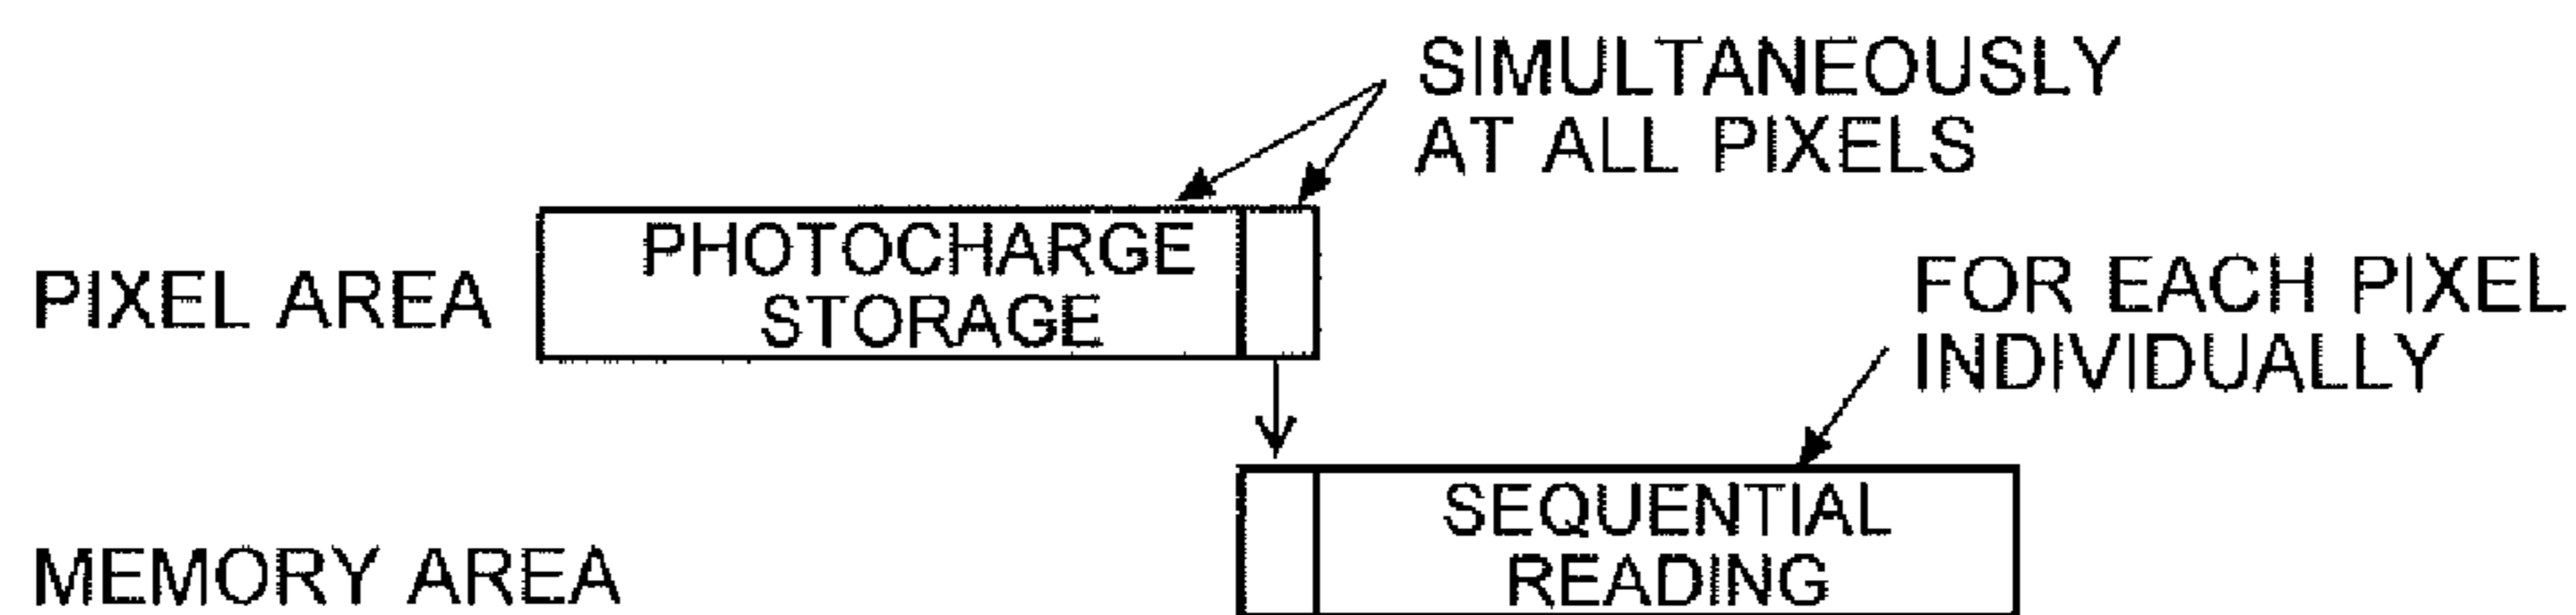 SIMULTANEOUSLY
AT ALL PIXELS
PIXEL AREA
PHOTOCHARGE
STORAGE
FOR EACH PIXEL
INDIVIDUALLY
MEMORY AREA
SEQUENTIAL
READING